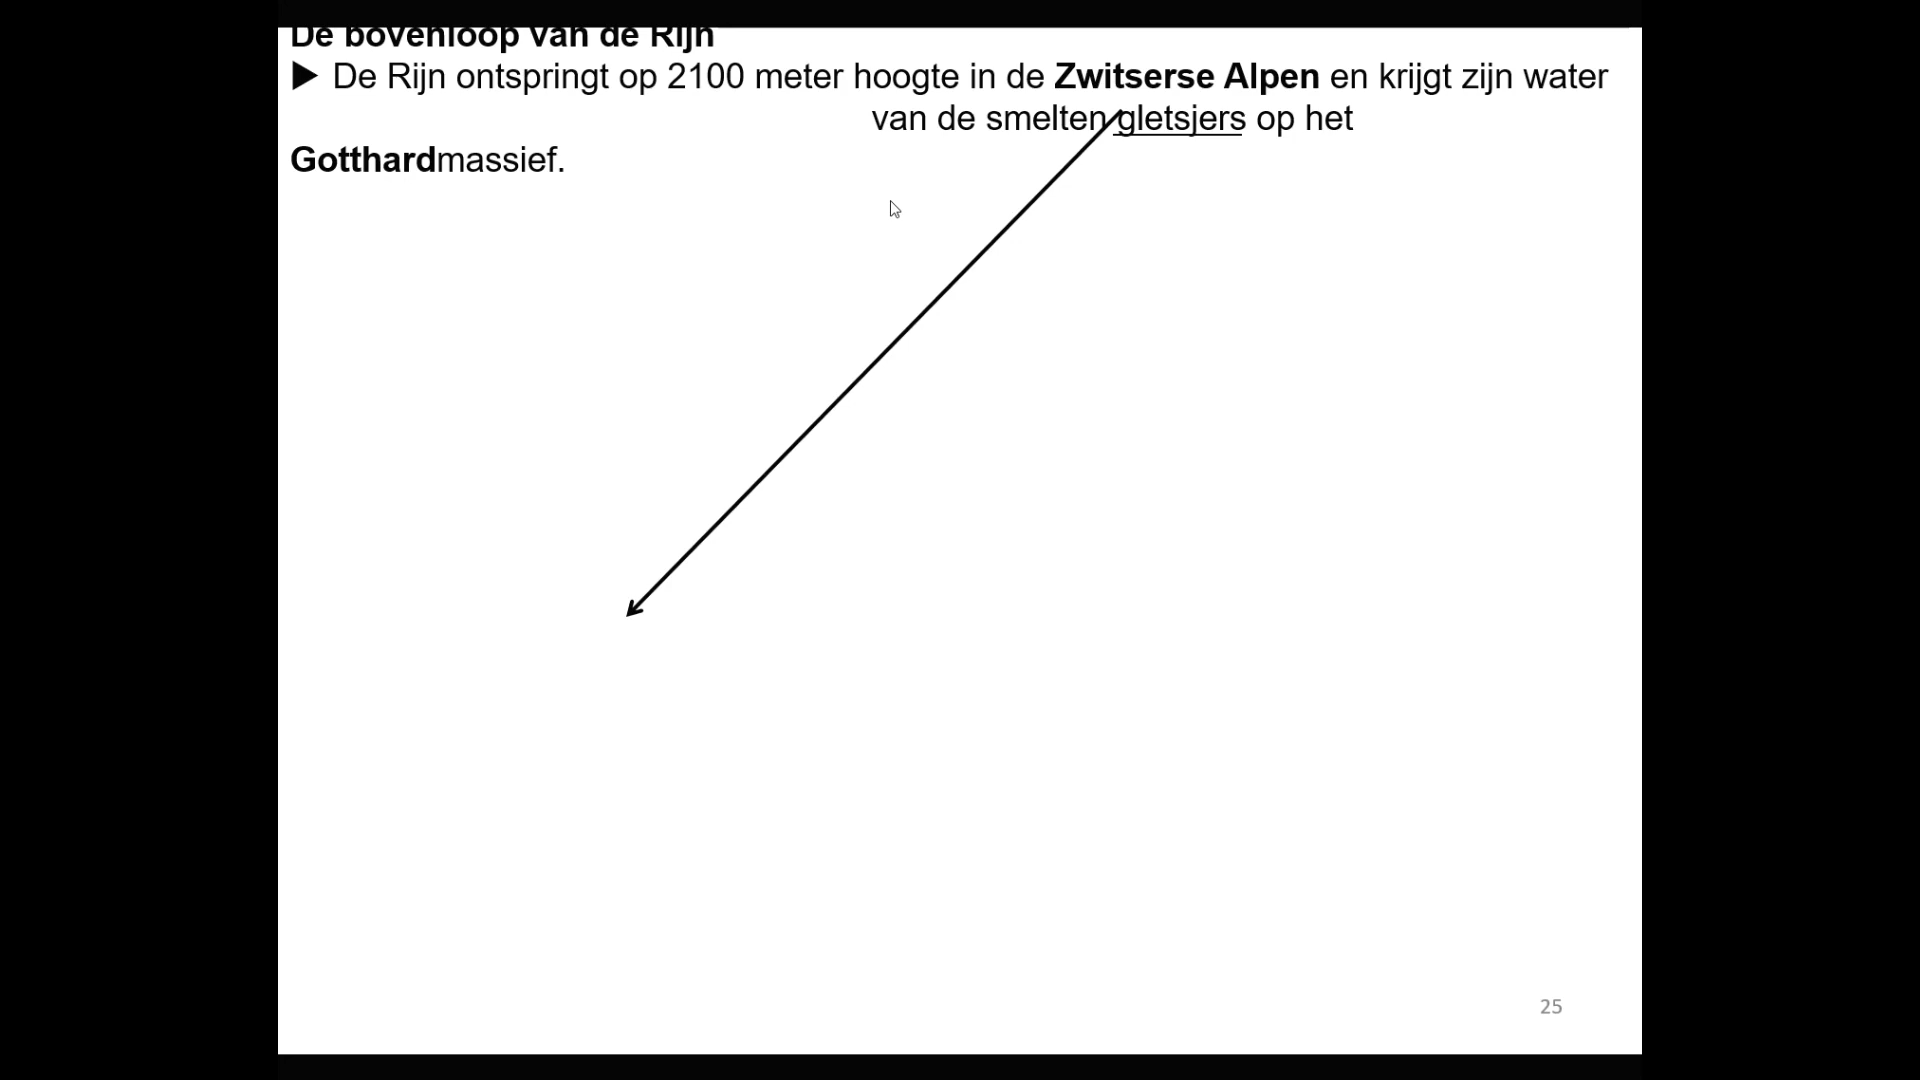 De bovenloop van de Rijn
► De Rijn ontspringt op 2100 meter hoogte in de Zwitserse Alpen en krijgt zijn water
van de smelten gletsjers op het
Gotthardmassief.
25